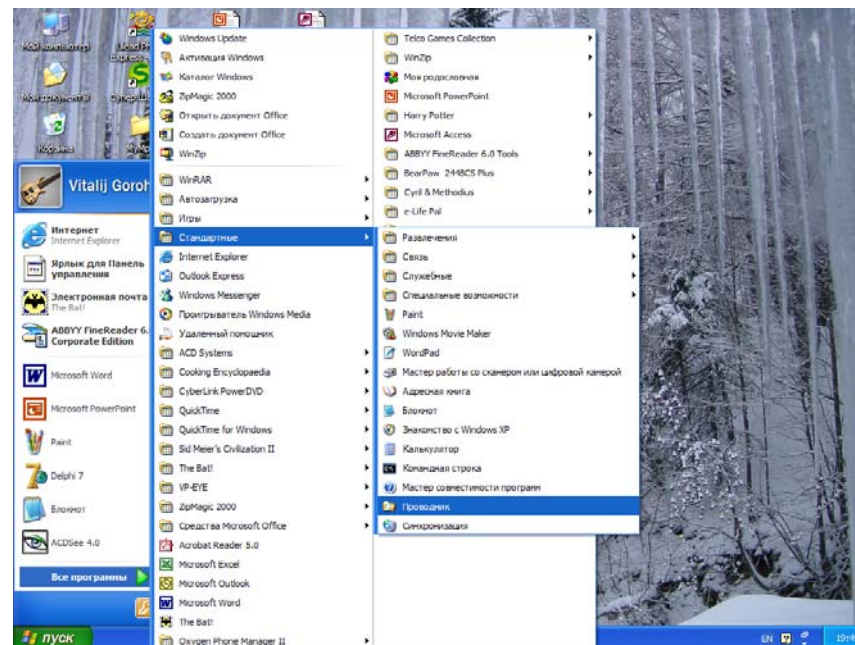 Мой компьютер
Мои документы
Корзина
Vitalij Goroh
Интернет
Internet Explorer
Ярлык для Панель
управления
Электронная почта
The Bat!
ABBYY FineReader 6.
Corporate Edition
Microsoft Word
Microsoft PowerPoint
Paint
Delphi 7
Блокнот
ACDSee 4.0
Все программы
пуск
Windows Update
Активация Windows
Каталог Windows
ZipMagic 2000
Открыть документ Office
Создать документ Office
WinZip
WinRAR
Автозагрузка
Игры
Стандартные
Internet Explorer
Outlook Express
Windows Messenger
Проигрыватель Windows Media
Удаленный помощник
ACD Systems
Cooking Encyclopaedia
CyberLink PowerDVD
QuickTime
QuickTime for Windows
Sid Meier's Civilization II
The Bat!
VP-EYE
ZipMagic 2000
Средства Microsoft Office
Acrobat Reader 5.0
Microsoft Excel
Microsoft Outlook
Microsoft Word
The Bat!
Oxygen Phone Manager II
Telco Games Collection
WinZip
Моя родословная
Microsoft PowerPoint
Harry Potter
Microsoft Access
ABBYY FineReader 6.0 Tools
BearPaw 2448CS Plus
Cyril & Methodius
e-Life Pal
Развлечения
Связь
Служебные
Специальные возможности
Paint
Windows Movie Maker
WordPad
Мастер работы со сканером или цифровой камерой
Адресная книга
Блокнот
Знакомство с Windows XP
Калькулятор
Командная строка
Мастер совместимости программ
Проводник
Синхронизация
EN